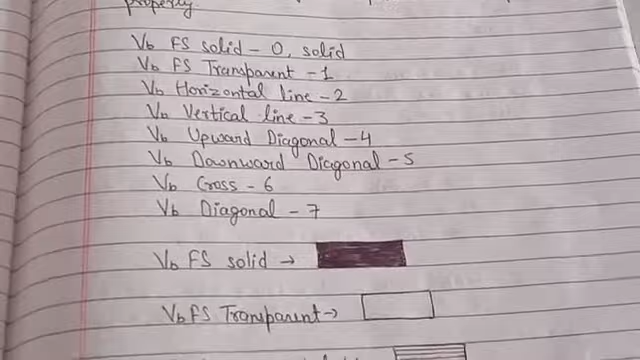 property
Vb FS solid - 0, solid
Vb FS Transparent - 1
Vb Horizontal line - 2
Vb Vertical line - 3
Vb Upward Diagonal - 4
Vb Downward Diagonal - 5
Vb Cross - 6
Vb Diagonal - 7
Vb FS solid →
Vb FS Transparent →